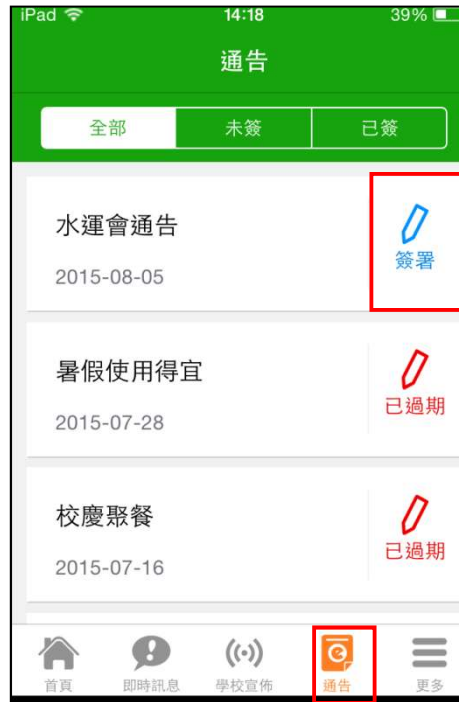 iPad 14:18 39%
通告
全部 未簽 已簽
水運會通告
簽署
2015-08-05
暑假使用得宜
已過期
2015-07-28
校慶聚餐
已過期
2015-07-16
首頁 即時訊息 學校宣佈 通告 更多